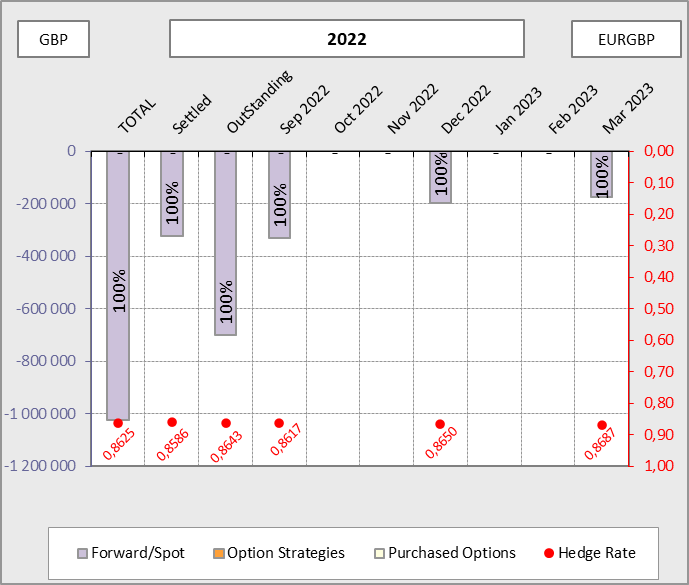 GBP
2022
EURGBP
TOTAL
Settled
OutStanding
Sep 2022
Oct 2022
Nov 2022
Dec 2022
Jan 2023
Feb 2023
Mar 2023
0
-200 000
-400 000
-600 000
-800 000
-1 000 000
-1 200 000
100%
100%
100%
100%
100%
100%
0,8625
0,8586
0,8643
0,8617
0,8650
0,8687
0,00
0,10
0,20
0,30
0,40
0,50
0,60
0,70
0,80
0,90
1,00
Forward/Spot
Option Strategies
Purchased Options
Hedge Rate